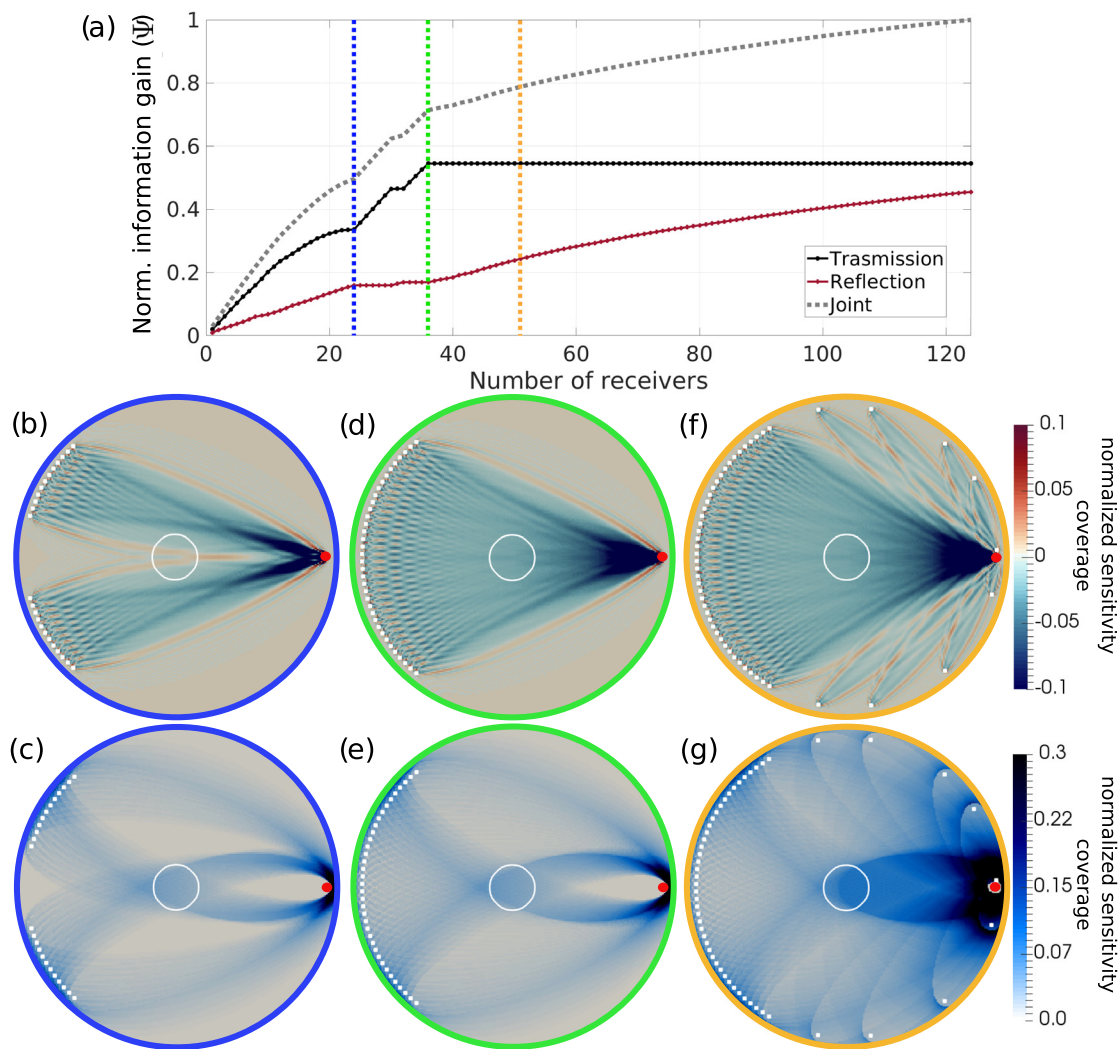 (a)
Norm. information gain (Ψ)
1
0.8
0.6
0.4
0.2
0
0
20
40
60
80
100
120
Number of receivers
Trasmission
Reflection
Joint
(b)
(d)
(f)
0.1
0.05
0
-0.05
-0.1
normalized sensitivity
coverage
(c)
(e)
(g)
0.3
0.22
0.15
0.07
0.0
normalized sensitivity
coverage